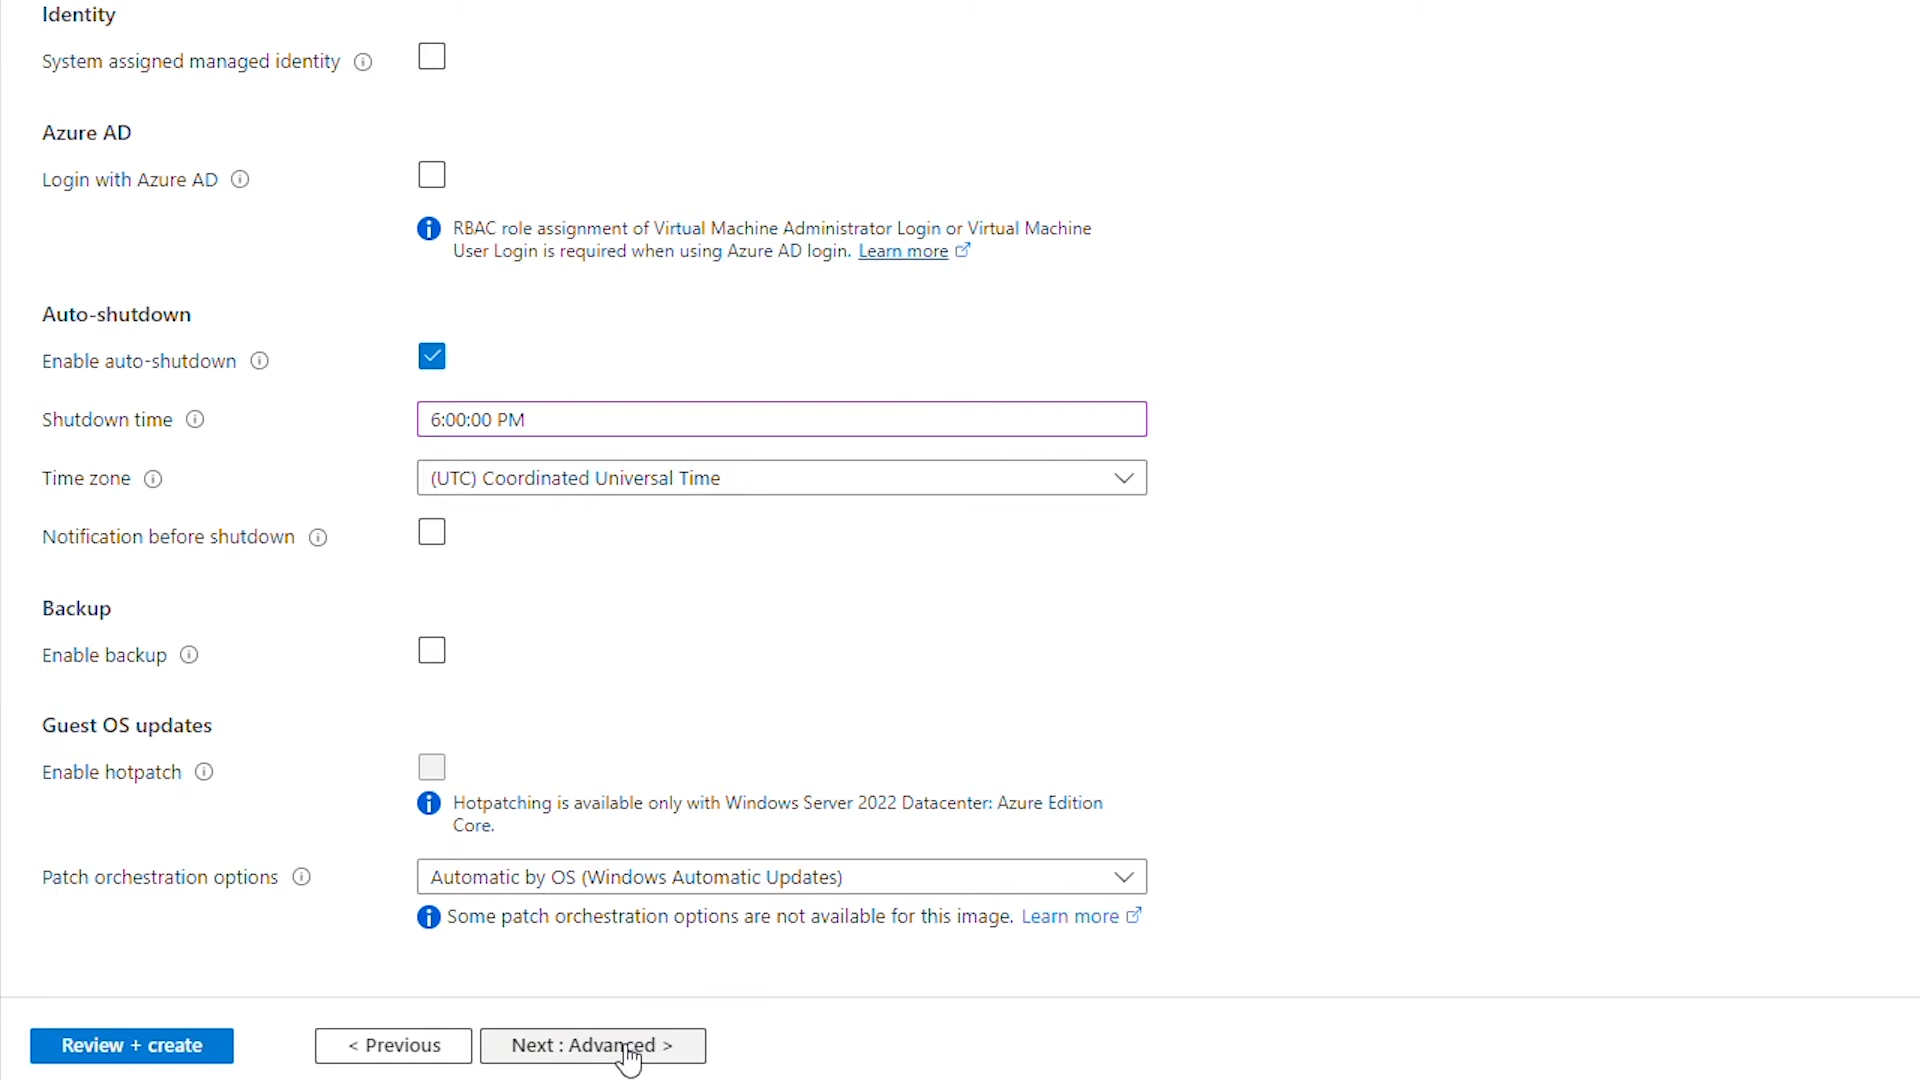 Identity
System assigned managed identity
Azure AD
Login with Azure AD
RBAC role assignment of Virtual Machine Administrator Login or Virtual Machine
User Login is required when using Azure AD login. Learn more
Auto-shutdown
Enable auto-shutdown
Shutdown time
6:00:00 PM
Time zone
(UTC) Coordinated Universal Time
Notification before shutdown
Backup
Enable backup
Guest OS updates
Enable hotpatch
Hotpatching is available only with Windows Server 2022 Datacenter: Azure Edition
Core.
Patch orchestration options
Automatic by OS (Windows Automatic Updates)
Some patch orchestration options are not available for this image. Learn more
Review + create
< Previous
Next : Advanced >